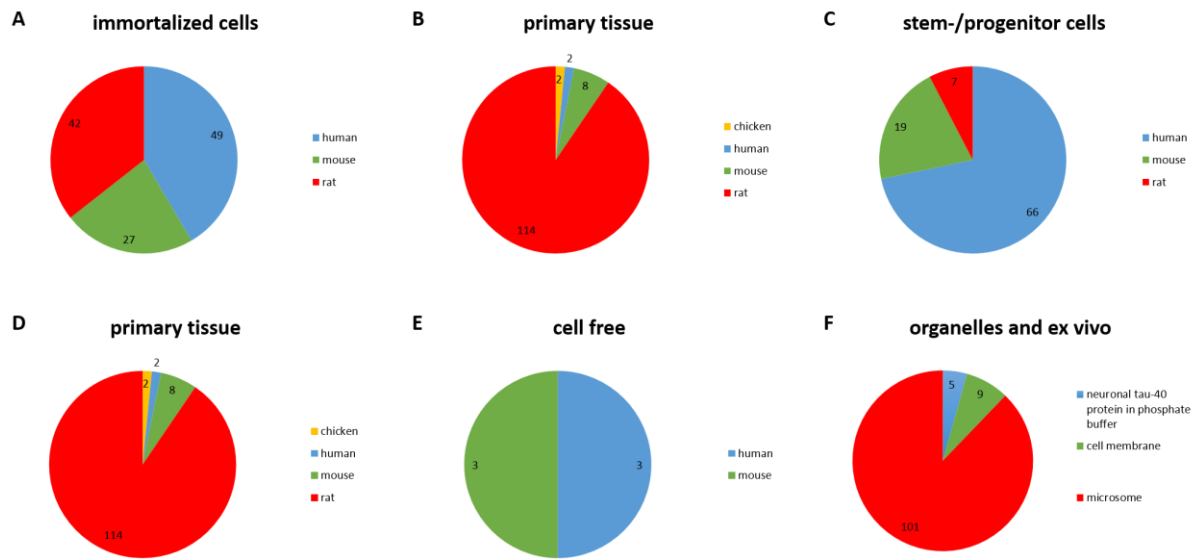 A
immortalized cells
42
49
27
human
mouse
rat
B
primary tissue
2
2
8
114
chicken
human
mouse
rat
C
stem-/progenitor cells
7
19
66
human
mouse
rat
D
primary tissue
2
2
8
114
chicken
human
mouse
rat
E
cell free
3
3
human
mouse
F
organelles and ex vivo
5
9
101
neuronal tau-40
protein in phosphate
buffer
cell membrane
microsome